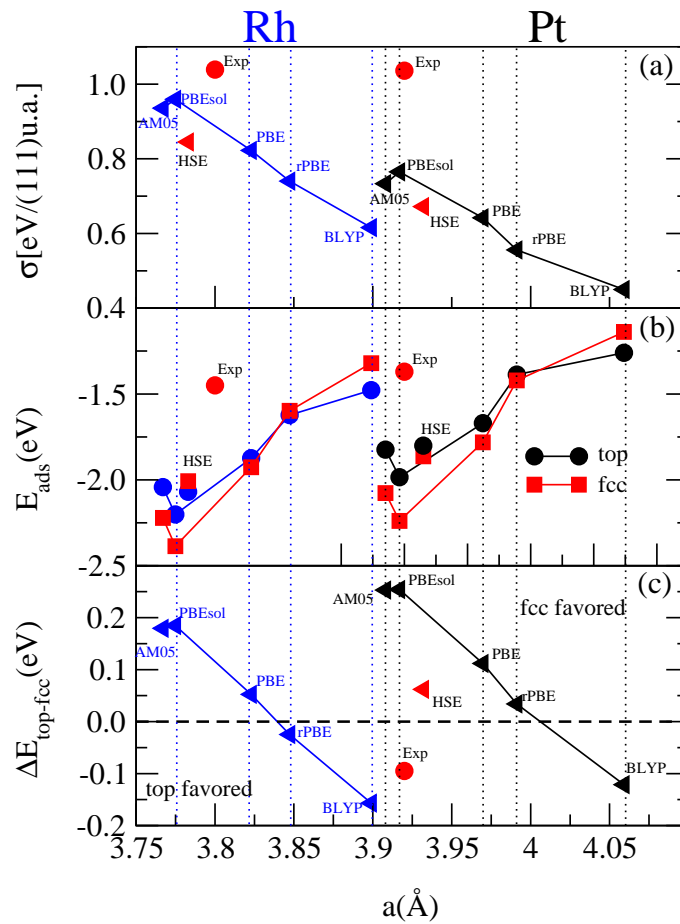 Rh Pt
(a)
Exp
Exp
PBEsol
AM05
PBE
HSE
rPBE
PBEsol
AM05
BLYP
HSE
PBE
rPBE
BLYP
σ[eV/(111)u.a.]
1.0
0.8
0.6
0.4
(b)
Exp
Exp
HSE
HSE
top
fcc
E_ads(eV)
-1.5
-2.0
-2.5
(c)
AM05
PBEsol
fcc favored
PBEsol
AM05
PBE
PBE
HSE
rPBE
rPBE
Exp
top favored
BLYP
BLYP
ΔE_top-fcc(eV)
0.2
0.1
0.0
-0.1
-0.2
3.75 3.8 3.85 3.9 3.95 4 4.05
a(Å)